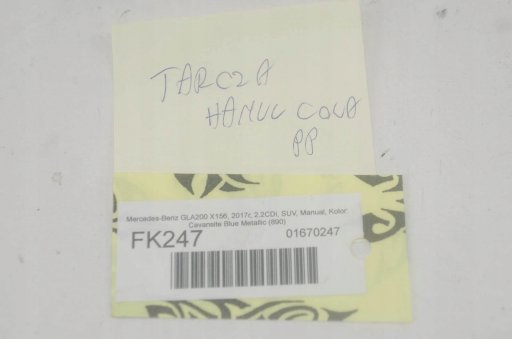 TARCZA
HAMULCOWA
PP
Mercedes-Benz GLA200 X156, 2017r, 2.2CDi, SUV, Manual, Kolor:
Cavansite Blue Metallic (890)
FK247 01670247